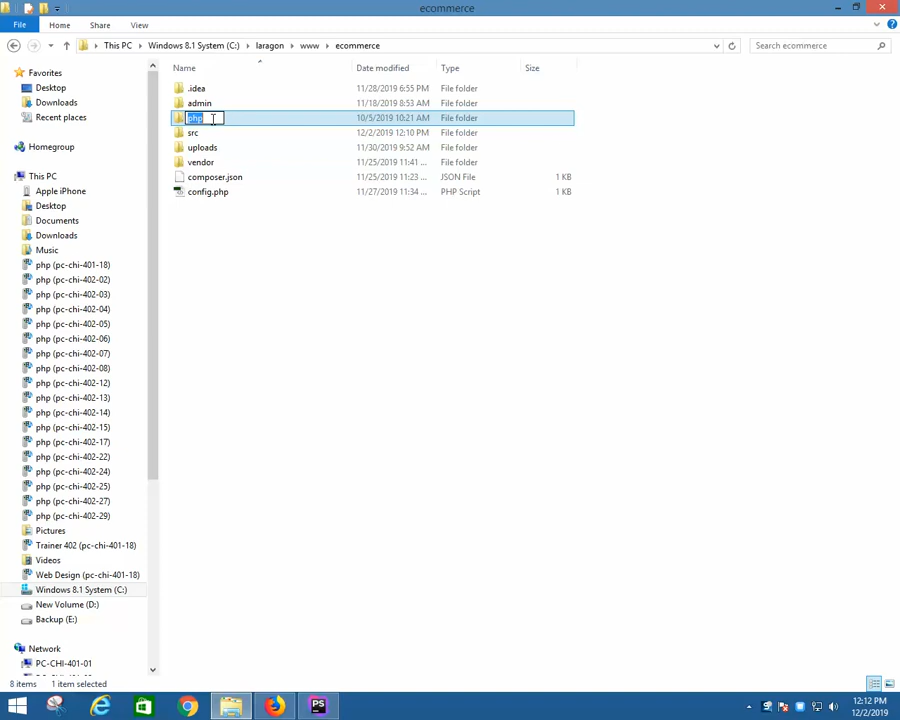 ecommerce
File Home Share View
This PC Windows 8.1 System (C:) laragon www ecommerce
Search ecommerce
Name Date modified Type Size
Favorites
Desktop
Downloads
Recent places
Homegroup
This PC
Apple iPhone
Desktop
Documents
Downloads
Music
php (pc-chi-401-18)
php (pc-chi-402-02)
php (pc-chi-402-03)
php (pc-chi-402-04)
php (pc-chi-402-05)
php (pc-chi-402-06)
php (pc-chi-402-07)
php (pc-chi-402-08)
php (pc-chi-402-12)
php (pc-chi-402-13)
php (pc-chi-402-14)
php (pc-chi-402-15)
php (pc-chi-402-17)
php (pc-chi-402-22)
php (pc-chi-402-24)
php (pc-chi-402-25)
php (pc-chi-402-27)
php (pc-chi-402-29)
Pictures
Trainer 402 (pc-chi-401-18)
Videos
Web Design (pc-chi-401-18)
Windows 8.1 System (C:)
New Volume (D:)
Backup (E:)
Network
PC-CHI-401-01
.idea 11/28/2019 6:55 PM File folder
admin 11/18/2019 8:53 AM File folder
php 10/5/2019 10:21 AM File folder
src 12/2/2019 12:10 PM File folder
uploads 11/30/2019 9:52 AM File folder
vendor 11/25/2019 11:41 ... File folder
composer.json 11/25/2019 11:23 ... JSON File 1 KB
config.php 11/27/2019 11:34 ... PHP Script 1 KB
8 items 1 item selected
PS
12:12 PM
12/2/2019